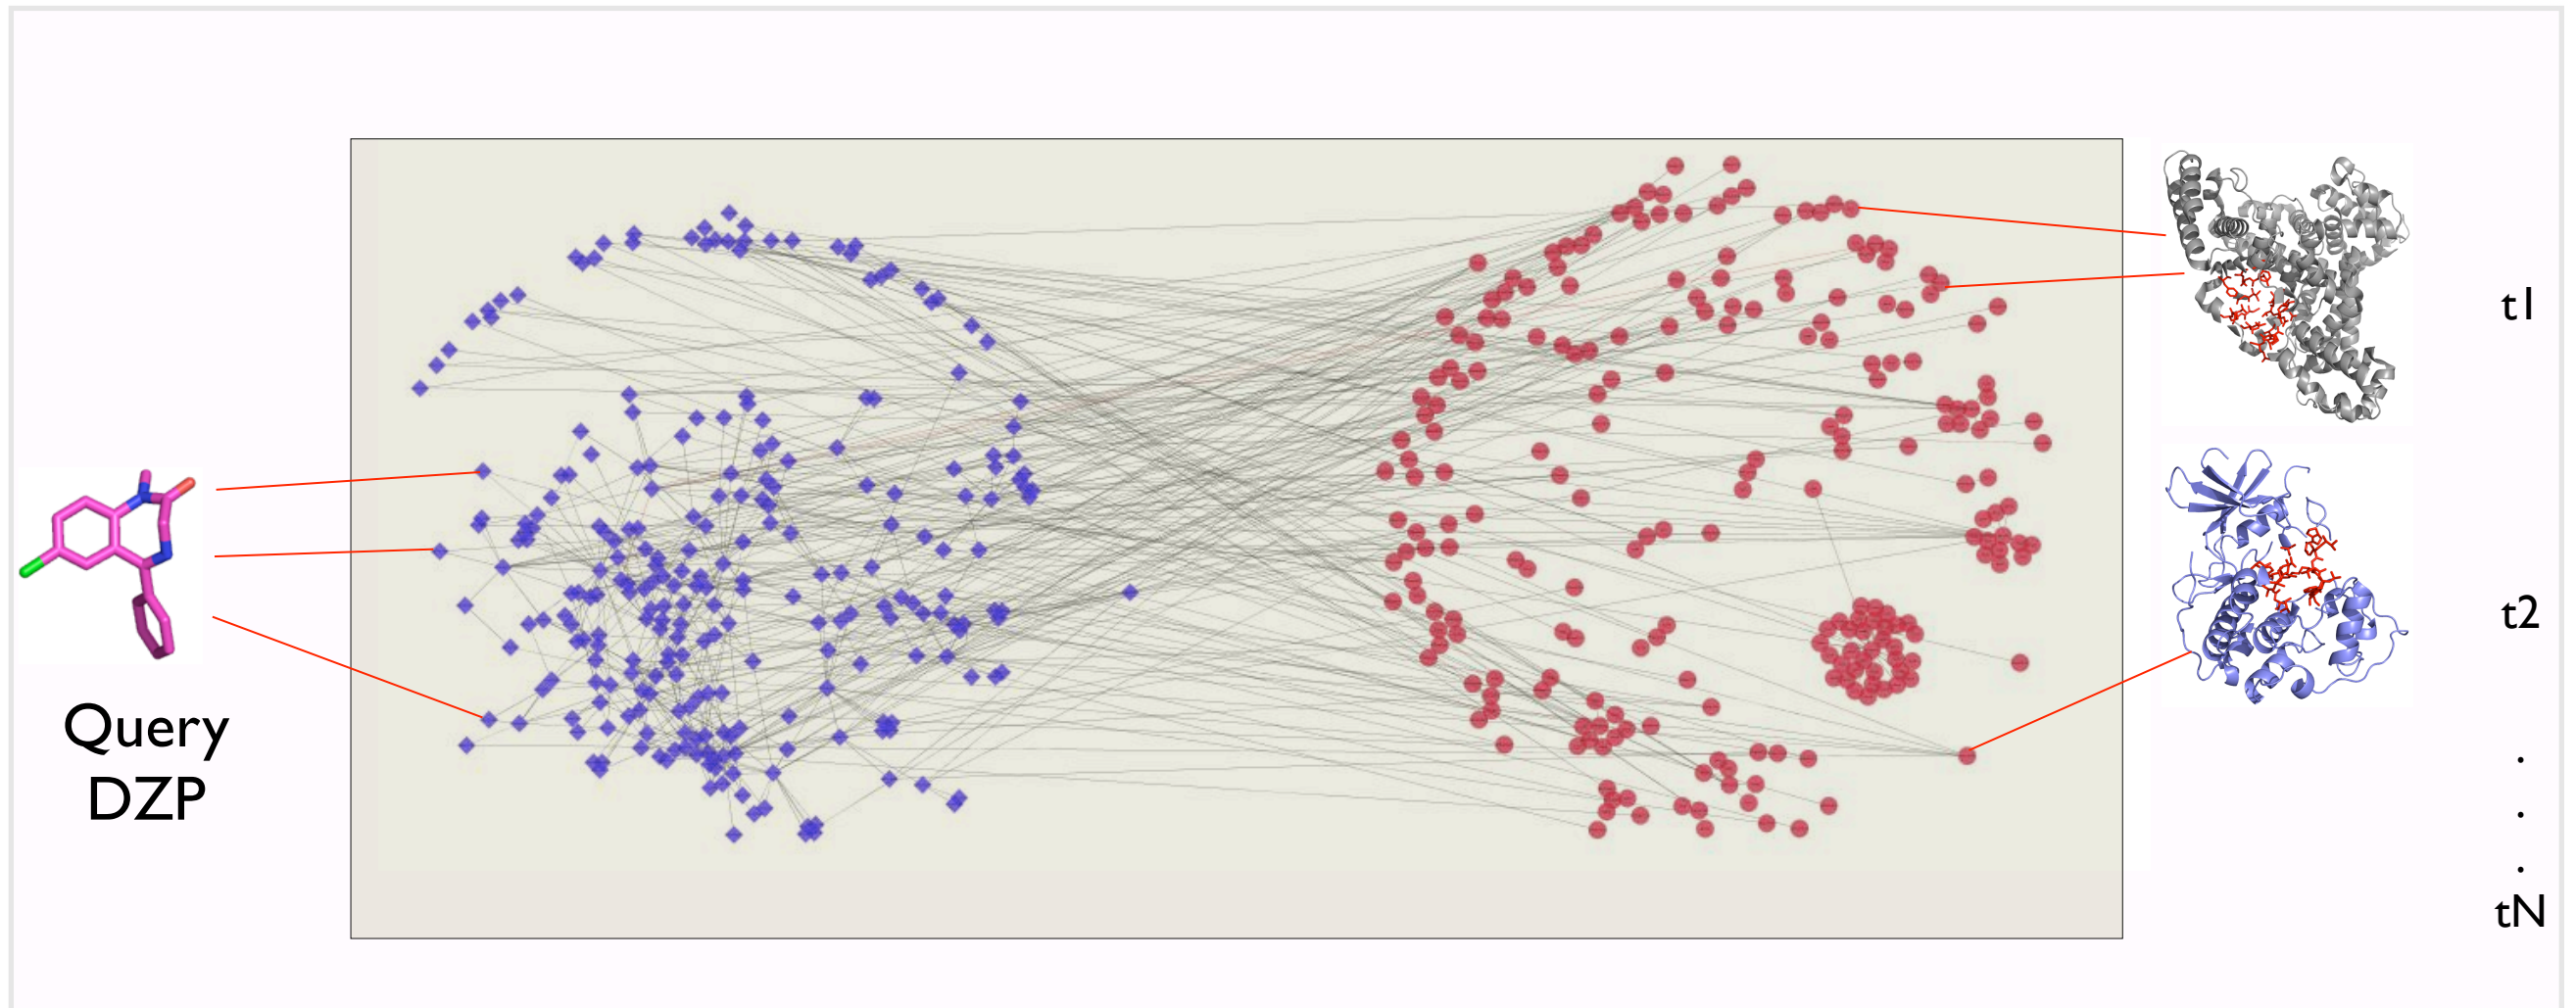 Query
DZP
t1
t2
.
.
.
tN